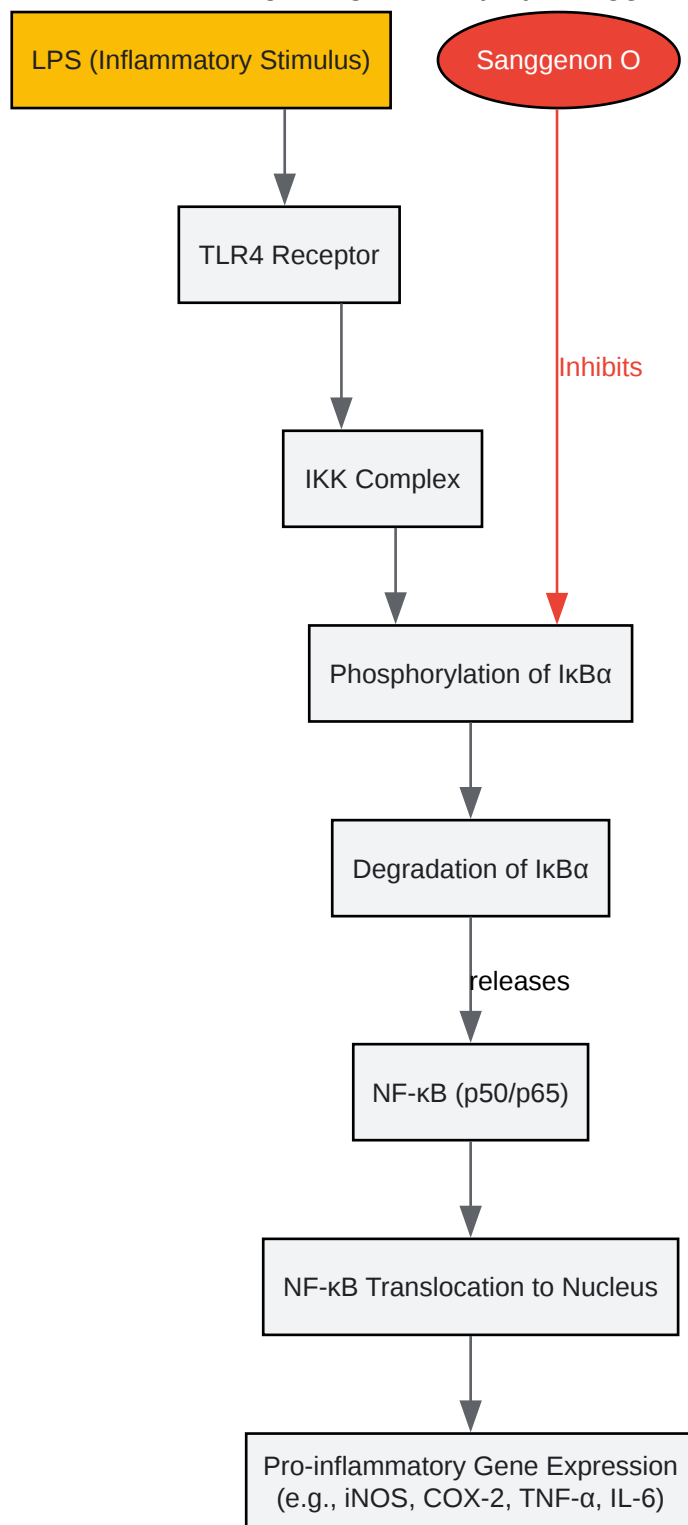 LPS (Inflammatory Stimulus)
Sanggenon O
TLR4 Receptor
Inhibits
IKK Complex
Phosphorylation of IκBα
Degradation of IκBα
releases
NF-κB (p50/p65)
NF-κB Translocation to Nucleus
Pro-inflammatory Gene Expression
(e.g., iNOS, COX-2, TNF-α, IL-6)